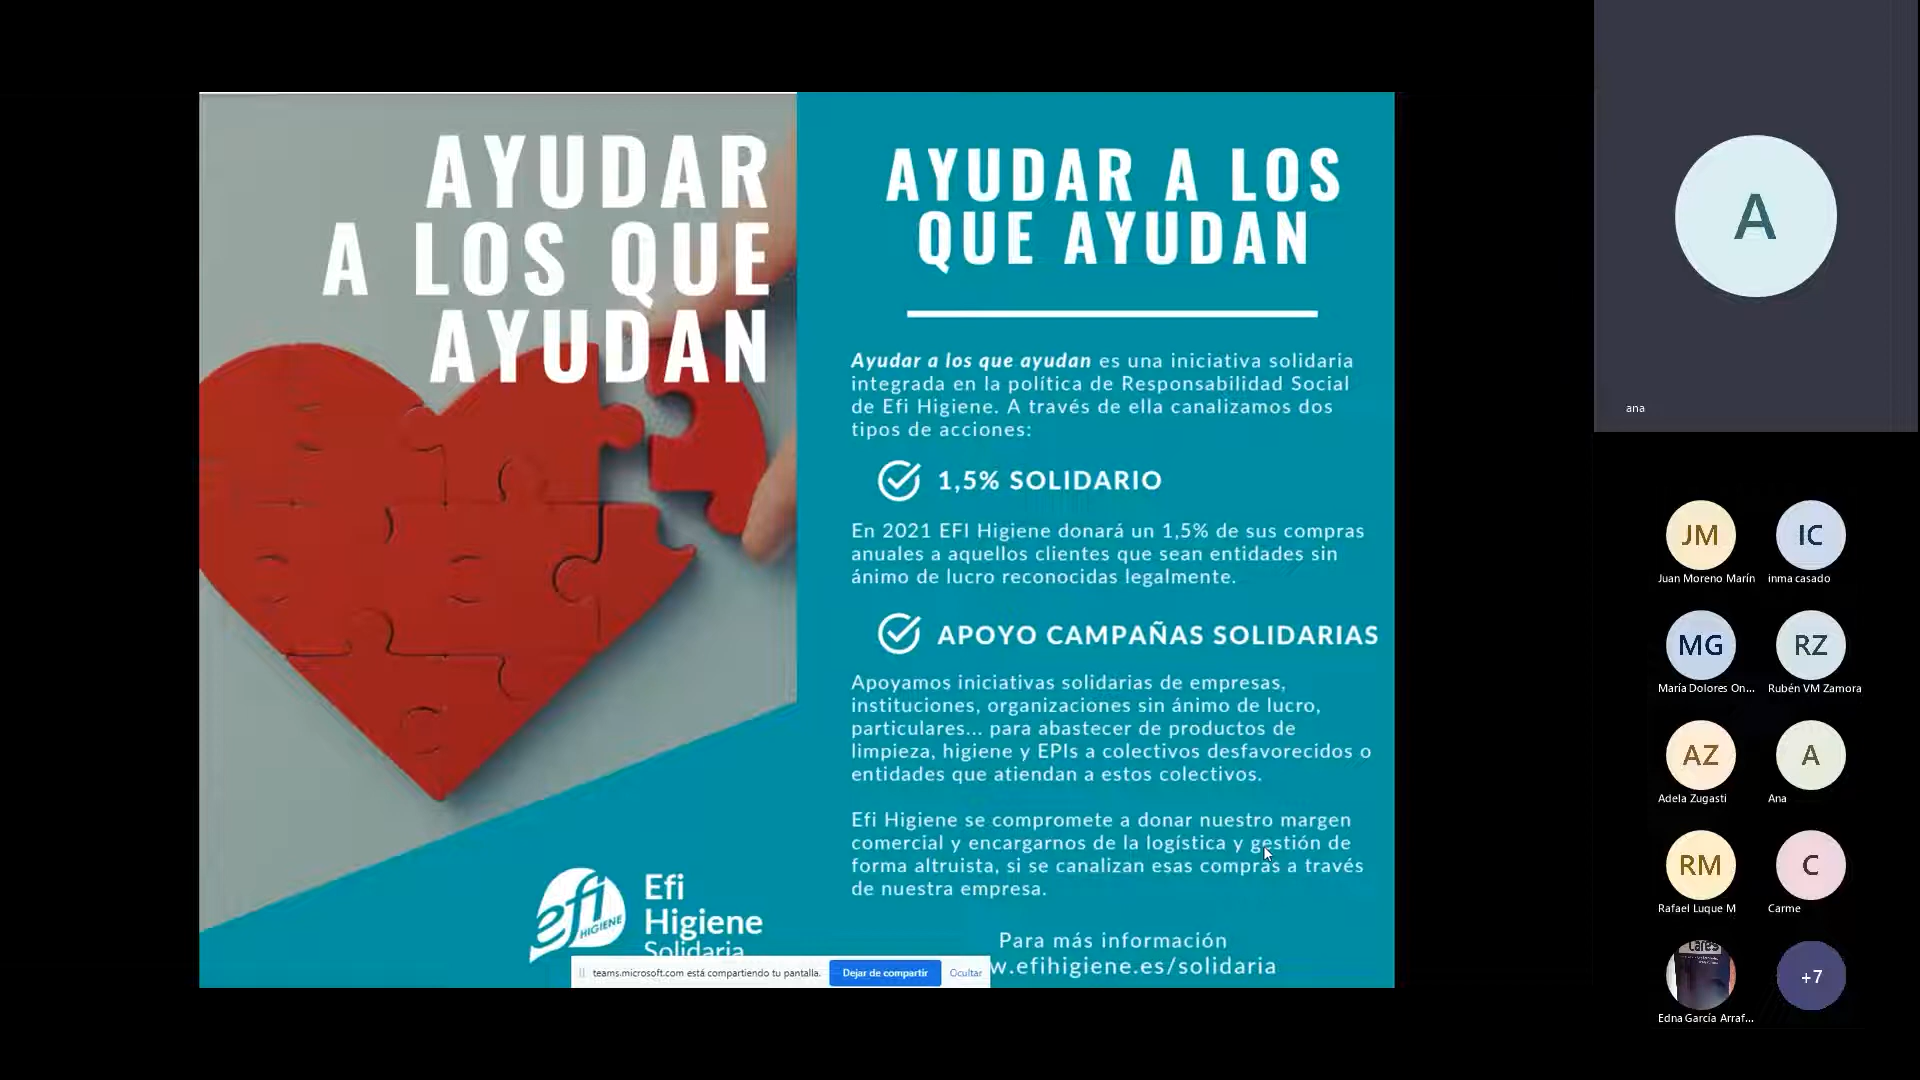 AYUDAR
A LOS QUE
AYUDAN
efi
HIGIENE
Efi
Higiene
Solidaria
AYUDAR A LOS
QUE AYUDAN
Ayudar a los que ayudan es una iniciativa solidaria
integrada en la política de Responsabilidad Social
de Efi Higiene. A través de ella canalizamos dos
tipos de acciones:
1,5% SOLIDARIO
En 2021 EFI Higiene donará un 1,5% de sus compras
anuales a aquellos clientes que sean entidades sin
ánimo de lucro reconocidas legalmente.
APOYO CAMPAÑAS SOLIDARIAS
Apoyamos iniciativas solidarias de empresas,
instituciones, organizaciones sin ánimo de lucro,
particulares... para abastecer de productos de
limpieza, higiene y EPIs a colectivos desfavorecidos o
entidades que atiendan a estos colectivos.
Efi Higiene se compromete a donar nuestro margen
comercial y encargarnos de la logística y gestión de
forma altruista, si se canalizan esas compras a través
de nuestra empresa.
Para más información
w.efihigiene.es/solidaria
teams.microsoft.com está compartiendo tu pantalla. Dejar de compartir Ocultar
A
ana
JM IC
Juan Moreno Marín inma casado
MG RZ
María Dolores On... Rubén VM Zamora
AZ A
Adela Zugasti Ana
RM C
Rafael Luque M Carme
+7
Edna García Arraf...